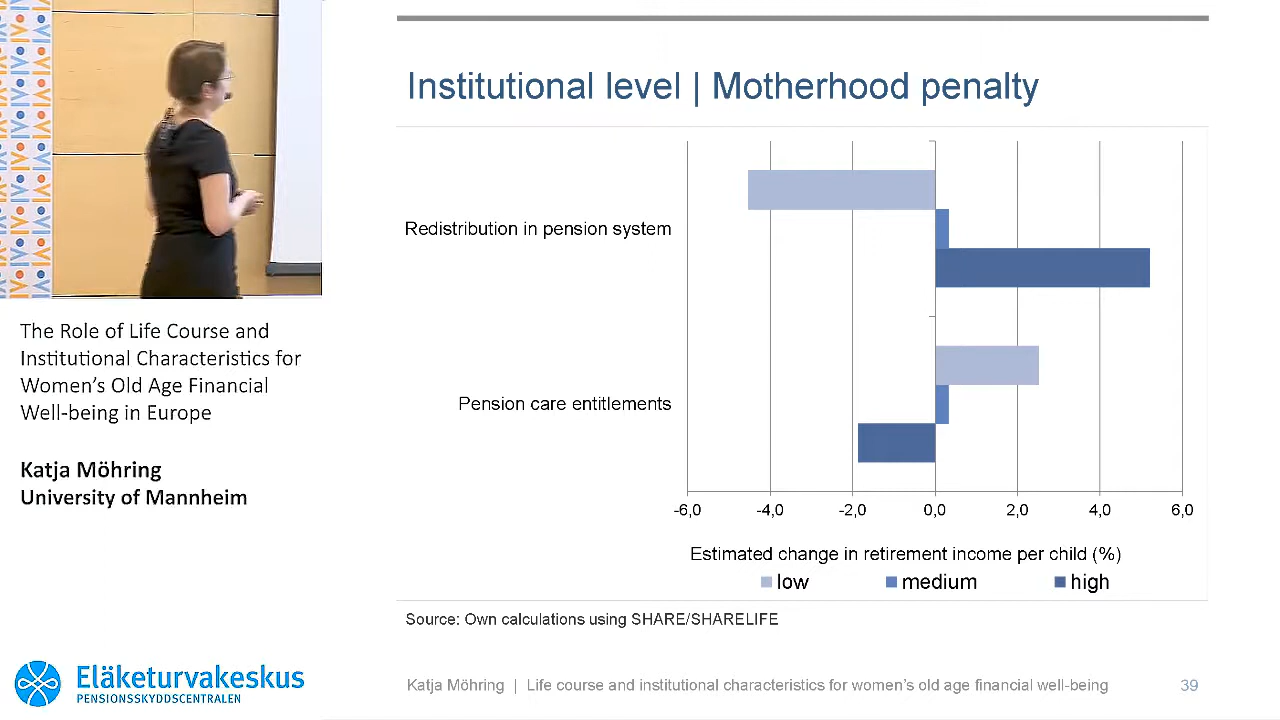 Institutional level | Motherhood penalty
Redistribution in pension system
Pension care entitlements
-6,0 -4,0 -2,0 0,0 2,0 4,0 6,0
Estimated change in retirement income per child (%)
low medium high
Source: Own calculations using SHARE/SHARELIFE
Katja Möhring | Life course and institutional characteristics for women's old age financial well-being 39
The Role of Life Course and
Institutional Characteristics for
Women's Old Age Financial
Well-being in Europe
Katja Möhring
University of Mannheim
Eläketurvakeskus
PENSIONSSKYDDSCENTRALEN